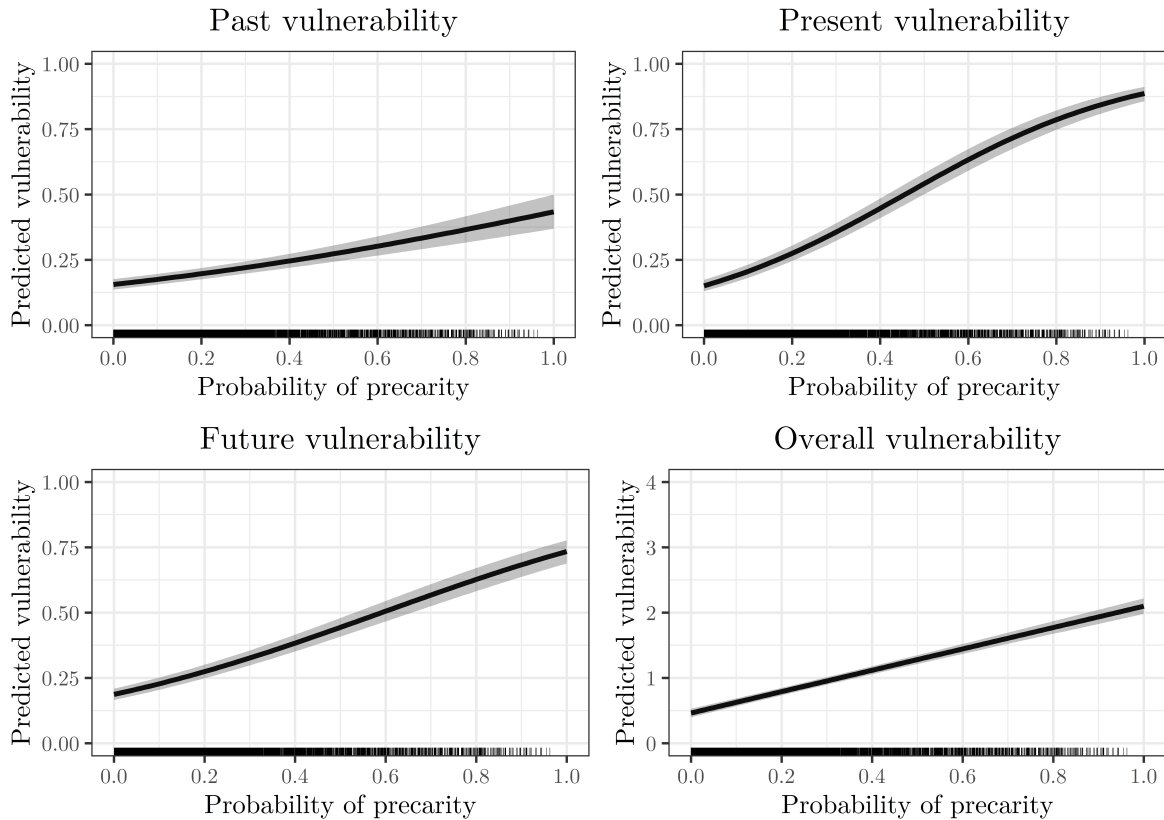 Past vulnerability
Predicted vulnerability
1.00
0.75
0.50
0.25
0.00
0.0 0.2 0.4 0.6 0.8 1.0
Probability of precarity
Present vulnerability
Predicted vulnerability
1.00
0.75
0.50
0.25
0.00
0.0 0.2 0.4 0.6 0.8 1.0
Probability of precarity
Future vulnerability
Predicted vulnerability
1.00
0.75
0.50
0.25
0.00
0.0 0.2 0.4 0.6 0.8 1.0
Probability of precarity
Overall vulnerability
Predicted vulnerability
4
3
2
1
0
0.0 0.2 0.4 0.6 0.8 1.0
Probability of precarity